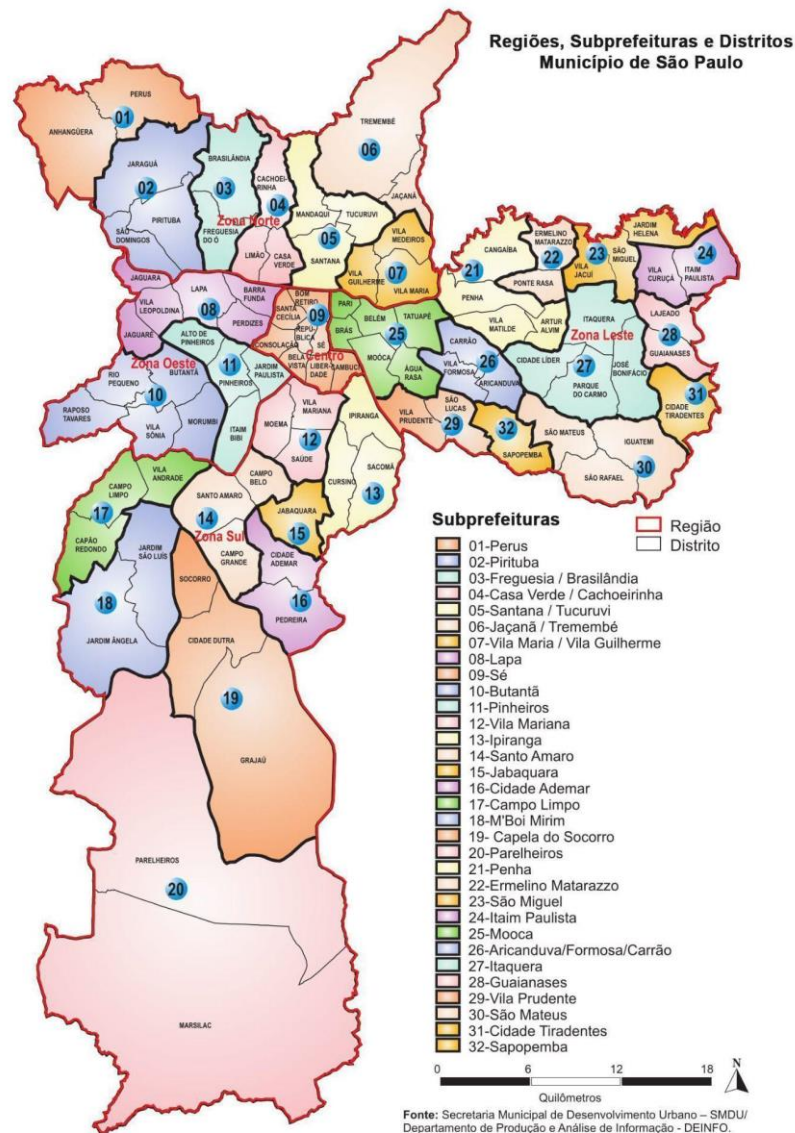 Regiões, Subprefeituras e Distritos
Município de São Paulo
PERUS
01
ANHANGÜERA
TREMEMBÉ
06
JAÇANÃ
JARAGUÁ
02
PIRITUBA
SÃO
DOMINGOS
BRASILÂNDIA
03
FREGUESIA
DO Ó
Zona Norte
CACHOEI-
RINHA
04
LIMÃO
CASA
VERDE
MANDAQUI
TUCURUVI
05
SANTANA
VILA
MEDEIROS
07
VILA
GUILHERME
VILA MARIA
CANGAÍBA
21
PENHA
VILA
MATILDE
ARTUR
ALVIM
ERMELINO
MATARAZZO
22
PONTE RASA
23
VILA
JACUÍ
SÃO
MIGUEL
JARDIM
HELENA
24
VILA
CURUÇÁ
ITAIM
PAULISTA
LAJEADO
28
GUAIANASES
JAGUARA
LAPA
08
BARRA
FUNDA
VILA
LEOPOLDINA
PERDIZES
JAGUARÉ
BOM
RETIRO
09
SANTA
CECÍLIA
REPÚ-
BLICA
SÉ
CONSOLAÇÃO
Centro
BELA
VISTA
LIBER-
DADE
CAMBUCI
PARI
BRÁS
BELÉM
TATUAPÉ
25
MOÓCA
ÁGUA
RASA
CARRÃO
26
VILA
FORMOSA
ARICANDUVA
ITAQUERA
Zona Leste
CIDADE LÍDER
27
PARQUE
DO CARMO
JOSÉ
BONIFÁCIO
31
CIDADE
TIRADENTES
ALTO DE
PINHEIROS
11
PINHEIROS
JARDIM
PAULISTA
ITAIM
BIBI
Zona Oeste
RIO
PEQUENO
BUTANTÃ
10
RAPOSO
TAVARES
VILA
SÔNIA
MORUMBI
VILA
MARIANA
MOEMA
12
SAÚDE
IPIRANGA
SACOMÃ
CURSINO
13
VILA
PRUDENTE
SÃO
LUCAS
29
32
SAPOPEMBA
SÃO MATEUS
IGUATEMI
SÃO RAFAEL
30
VILA
ANDRADE
CAMPO
LIMPO
17
CAPÃO
REDONDO
CAMPO
BELO
SANTO AMARO
14
Zona Sul
CAMPO
GRANDE
JABAQUARA
15
CIDADE
ADEMAR
16
PEDREIRA
JARDIM
SÃO LUÍS
18
JARDIM ÂNGELA
SOCORRO
CIDADE DUTRA
19
GRAJAÚ
PARELHEIROS
20
MARSILAC
Subprefeituras
Região
Distrito
01-Perus
02-Pirituba
03-Freguesia / Brasilândia
04-Casa Verde / Cachoeirinha
05-Santana / Tucuruvi
06-Jaçanã / Tremembé
07-Vila Maria / Vila Guilherme
08-Lapa
09-Sé
10-Butantã
11-Pinheiros
12-Vila Mariana
13-Ipiranga
14-Santo Amaro
15-Jabaquara
16-Cidade Ademar
17-Campo Limpo
18-M'Boi Mirim
19- Capela do Socorro
20-Parelheiros
21-Penha
22-Ermelino Matarazzo
23-São Miguel
24-Itaim Paulista
25-Mooca
26-Aricanduva/Formosa/Carrão
27-Itaquera
28-Guaianases
29-Vila Prudente
30-São Mateus
31-Cidade Tiradentes
32-Sapopemba
0 6 12 18
Quilômetros
N
Fonte: Secretaria Municipal de Desenvolvimento Urbano – SMDU/
Departamento de Produção e Análise de Informação - DEINFO.